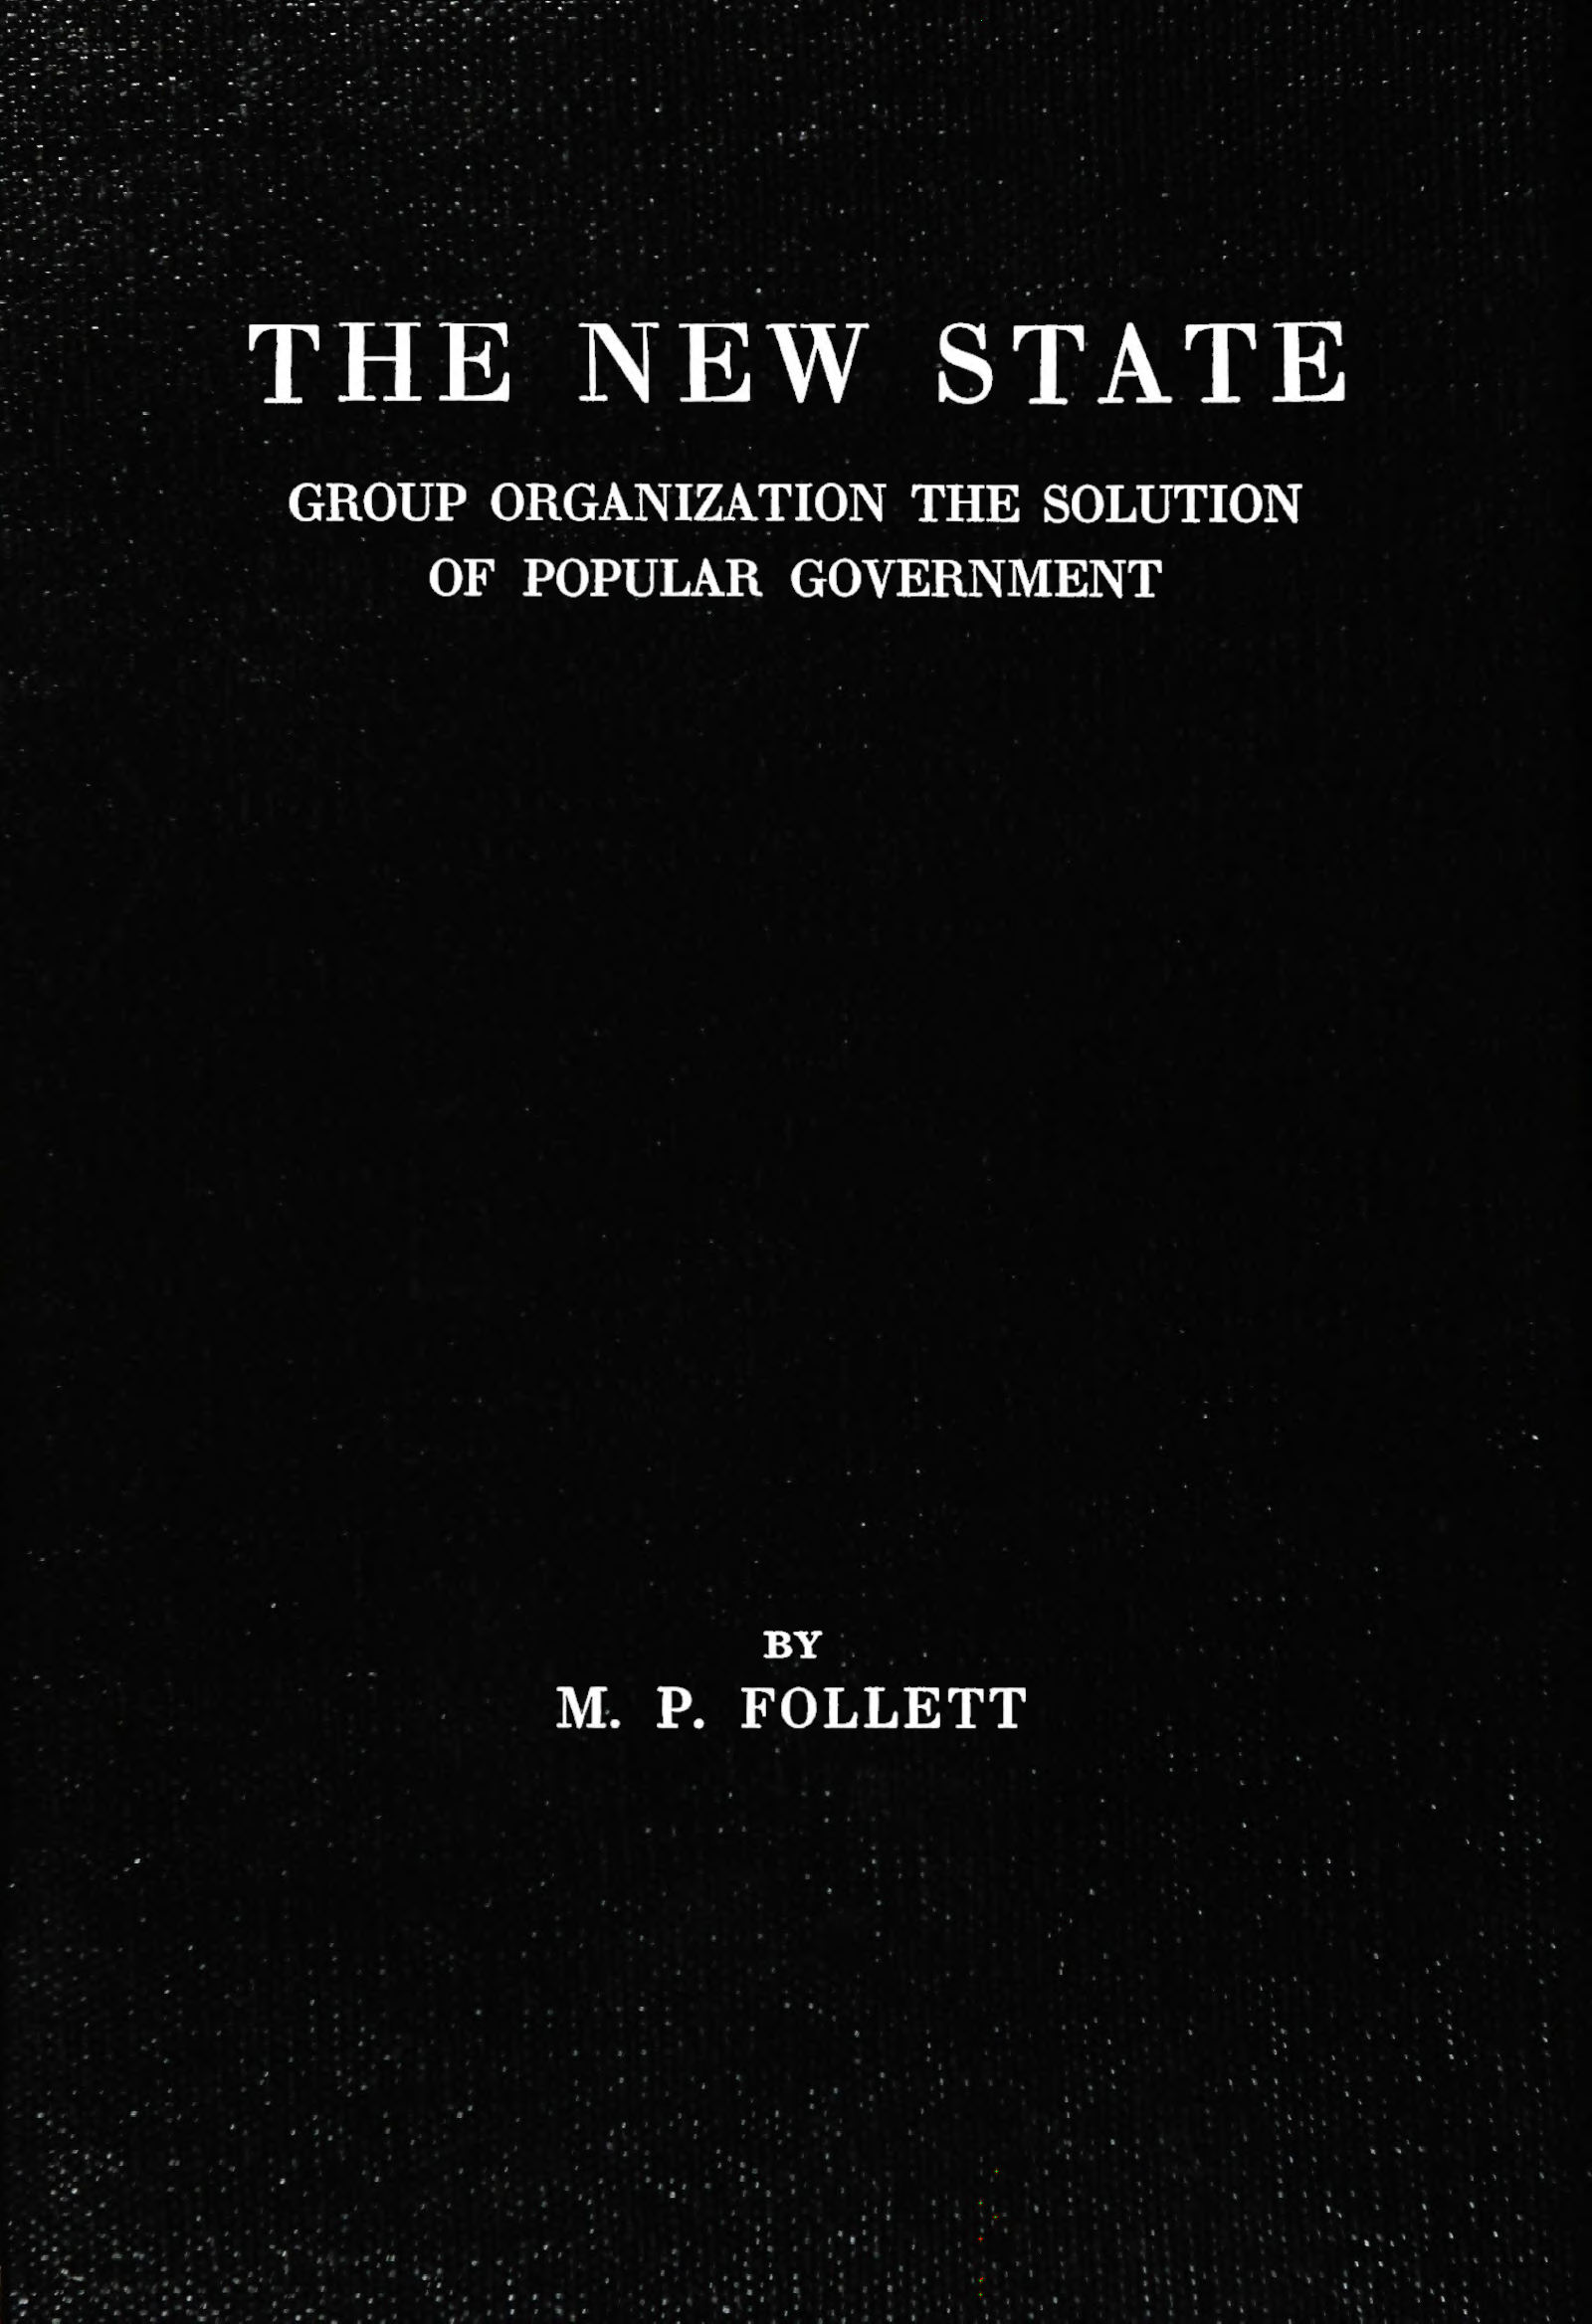 THE NEW STATE
GROUP ORGANIZATION THE SOLUTION
OF POPULAR GOVERNMENT
BY
M. P. FOLLETT